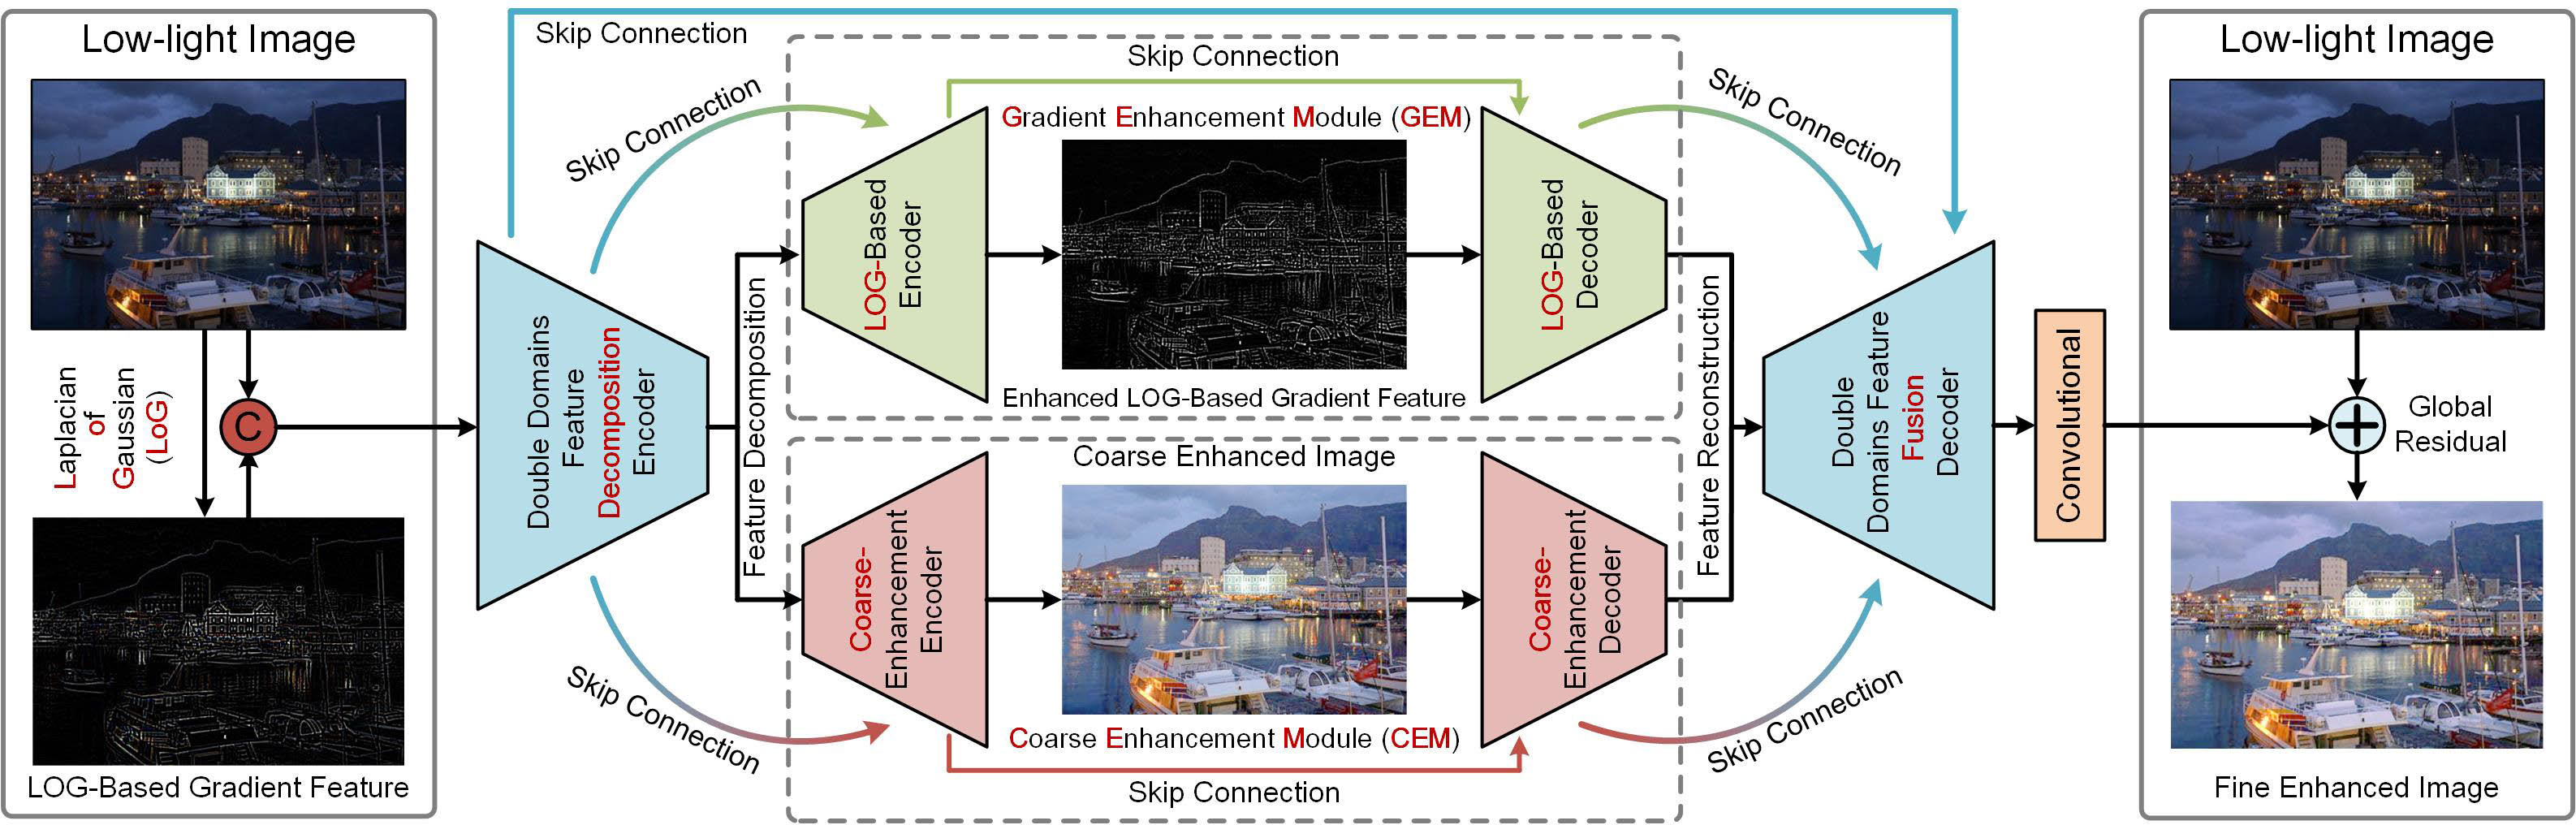 Low-light Image
Laplacian
of
Gaussian
(LoG)
C
LOG-Based Gradient Feature
Skip Connection
Skip Connection
Skip Connection
Double Domains
Feature
Decomposition
Encoder
Feature Decomposition
Skip Connection
Gradient Enhancement Module (GEM)
LOG-Based
Encoder
LOG-Based
Decoder
Enhanced LOG-Based Gradient Feature
Coarse Enhanced Image
Coarse-
Enhancement
Encoder
Coarse-
Enhancement
Decoder
Coarse Enhancement Module (CEM)
Skip Connection
Feature Reconstruction
Skip Connection
Skip Connection
Double
Domains Feature
Fusion
Decoder
Convolutional
Low-light Image
Global
Residual
Fine Enhanced Image